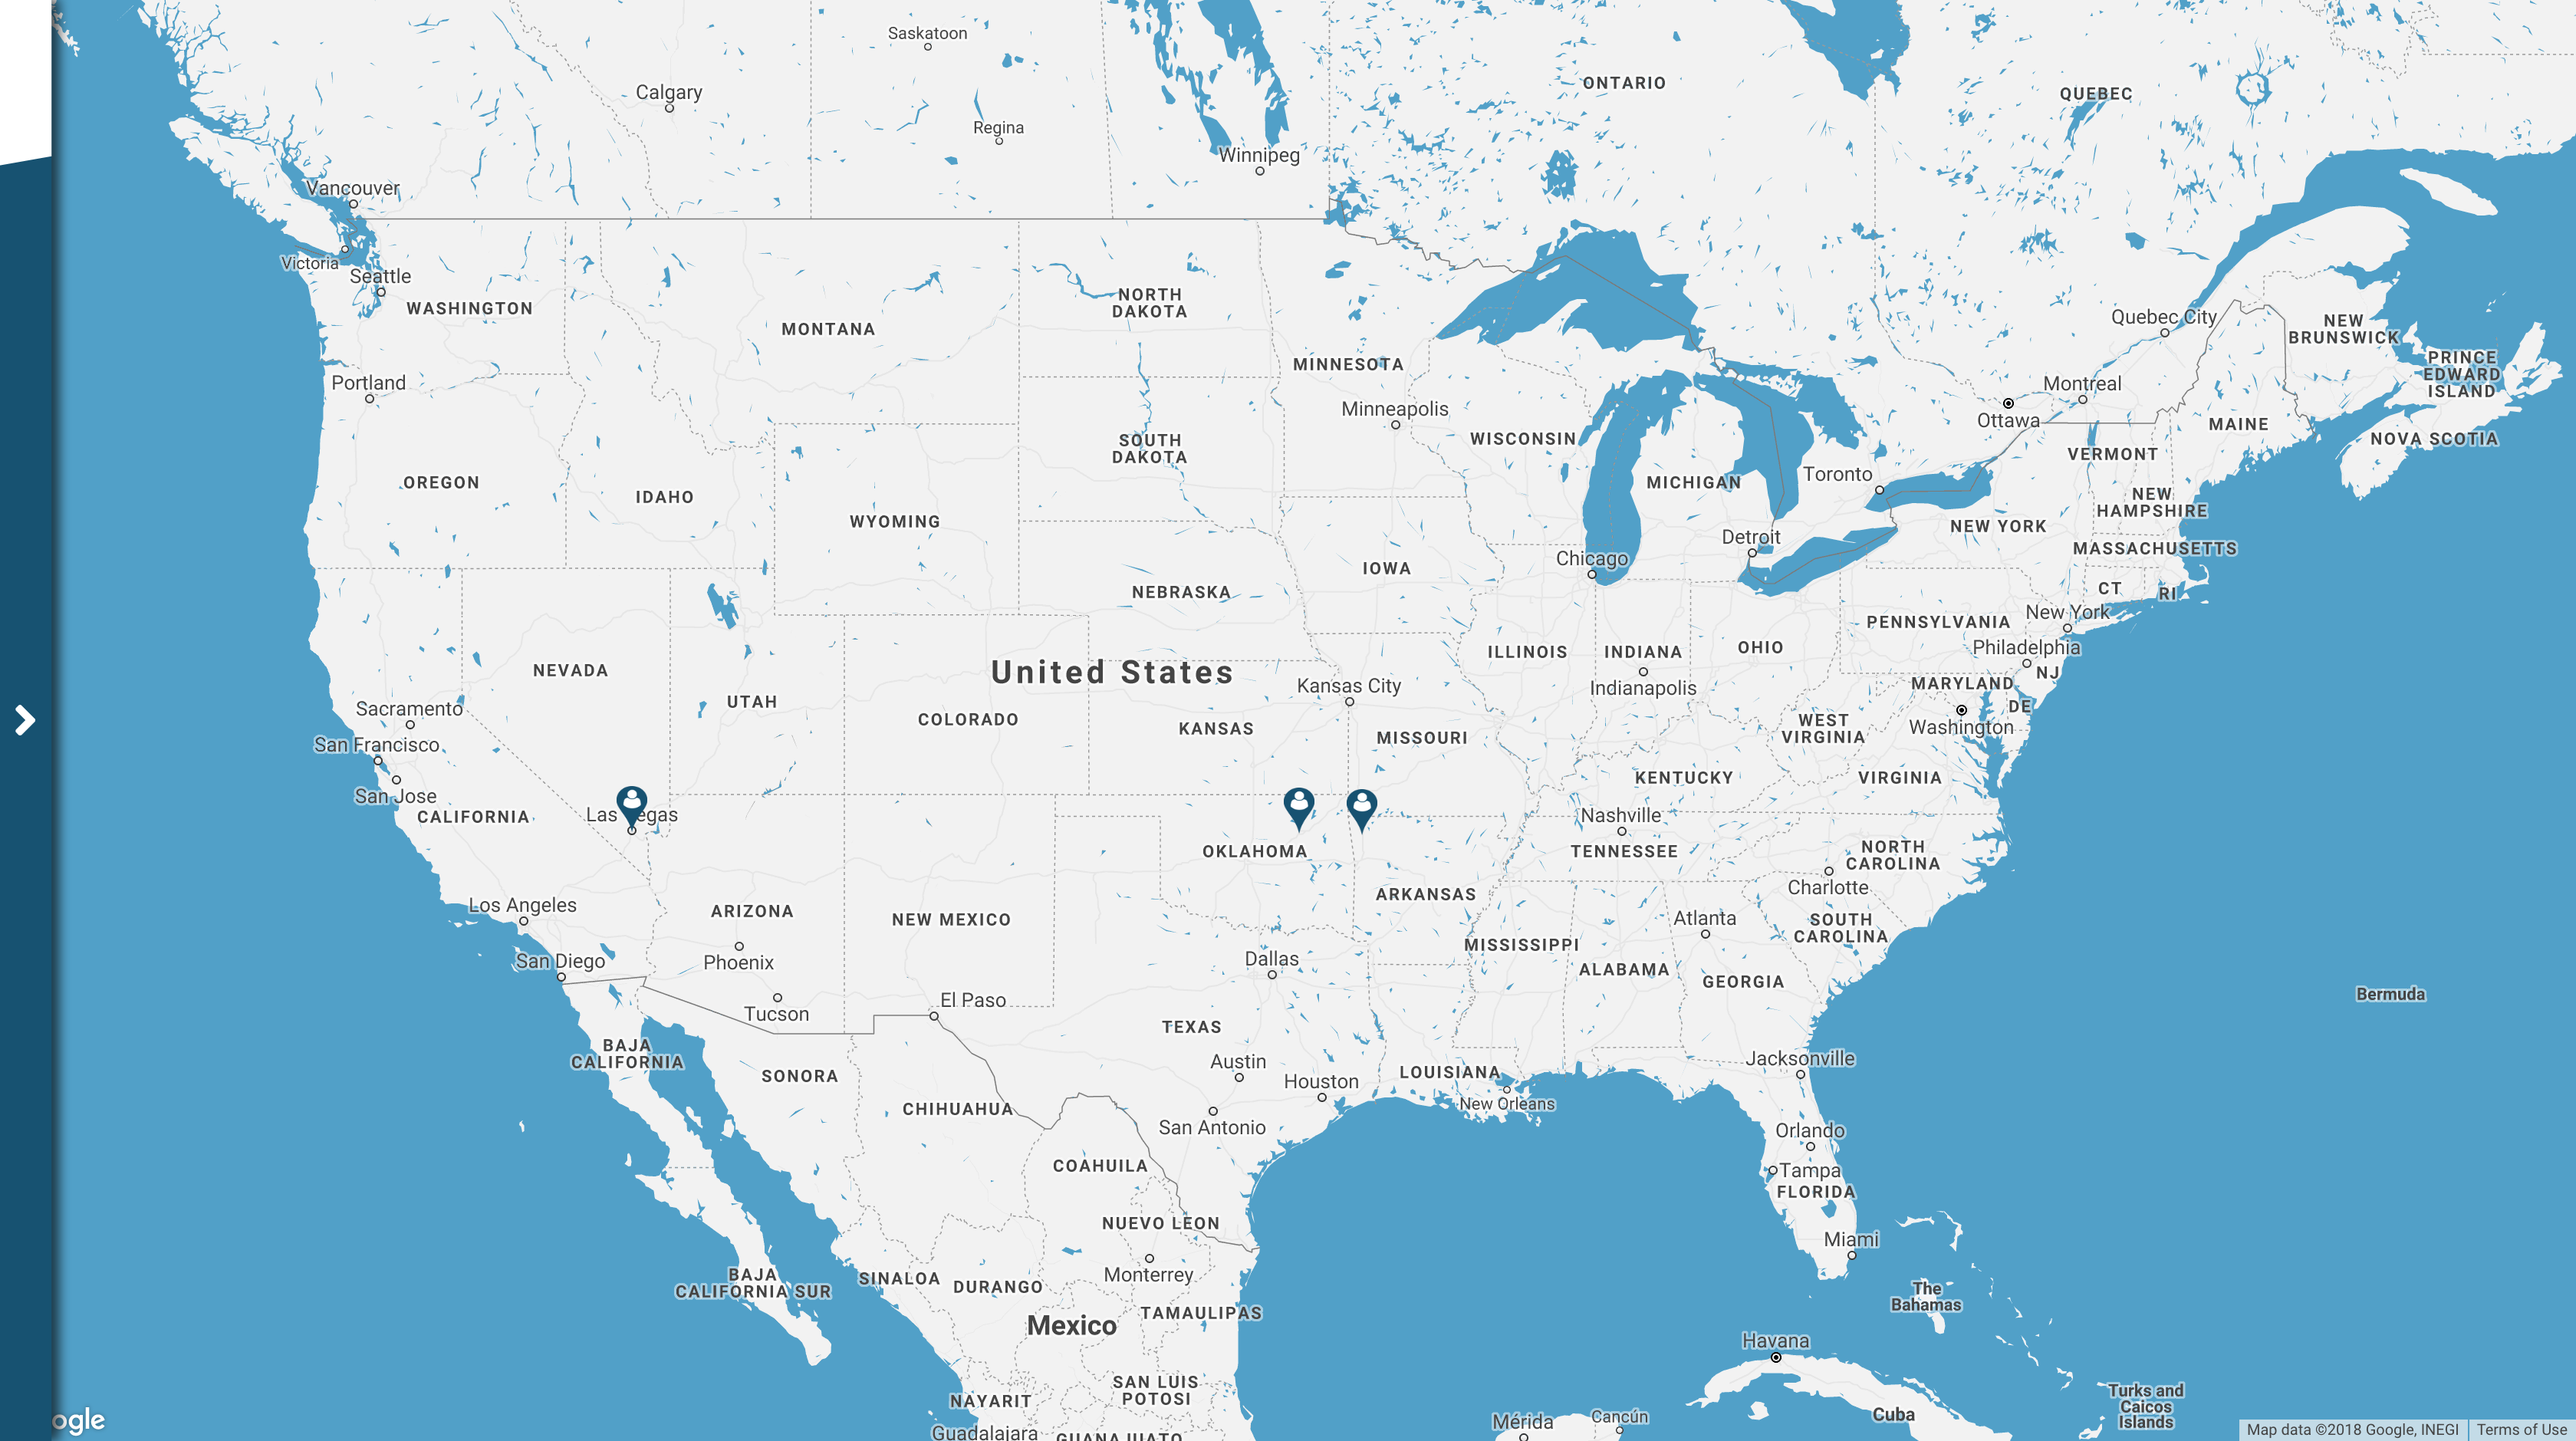 Saskatoon
ONTARIO
Calgary
QUEBEC
Regina
Winnipeg
Vancouver
Victoria
Seattle
WASHINGTON
NORTH
DAKOTA
MONTANA
Quebec City
NEW
BRUNSWICK
MINNESOTA
PRINCE
EDWARD
ISLAND
Portland
Montreal
Minneapolis
Ottawa
MAINE
WISCONSIN
NOVA SCOTIA
SOUTH
DAKOTA
VERMONT
Toronto
OREGON
MICHIGAN
IDAHO
NEW
HAMPSHIRE
WYOMING
NEW YORK
Detroit
MASSACHUSETTS
Chicago
IOWA
CT
RI
NEBRASKA
New York
PENNSYLVANIA
Philadelphia
OHIO
ILLINOIS
INDIANA
NEVADA
United States
NJ
Kansas City
Indianapolis
MARYLAND
UTAH
DE
Sacramento
COLORADO
KANSAS
WEST
VIRGINIA
Washington
MISSOURI
San Francisco
KENTUCKY
VIRGINIA
San Jose
CALIFORNIA
Las Vegas
Nashville
OKLAHOMA
TENNESSEE
NORTH
CAROLINA
Charlotte
ARKANSAS
Los Angeles
ARIZONA
NEW MEXICO
Atlanta
SOUTH
CAROLINA
MISSISSIPPI
San Diego
Phoenix
Dallas
ALABAMA
GEORGIA
Bermuda
El Paso
Tucson
TEXAS
BAJA
CALIFORNIA
Jacksonville
Austin
SONORA
LOUISIANA
Houston
New Orleans
CHIHUAHUA
San Antonio
Orlando
COAHUILA
Tampa
FLORIDA
NUEVO LEON
Miami
Monterrey
BAJA
CALIFORNIA SUR
SINALOA
DURANGO
The
Bahamas
TAMAULIPAS
Mexico
Havana
SAN LUIS
POTOSI
NAYARIT
Turks and
Caicos
Islands
Cuba
Mérida
Cancún
ogle
Guadalajara
GUANAJUATO
Map data ©2018 Google, INEGI
Terms of Use